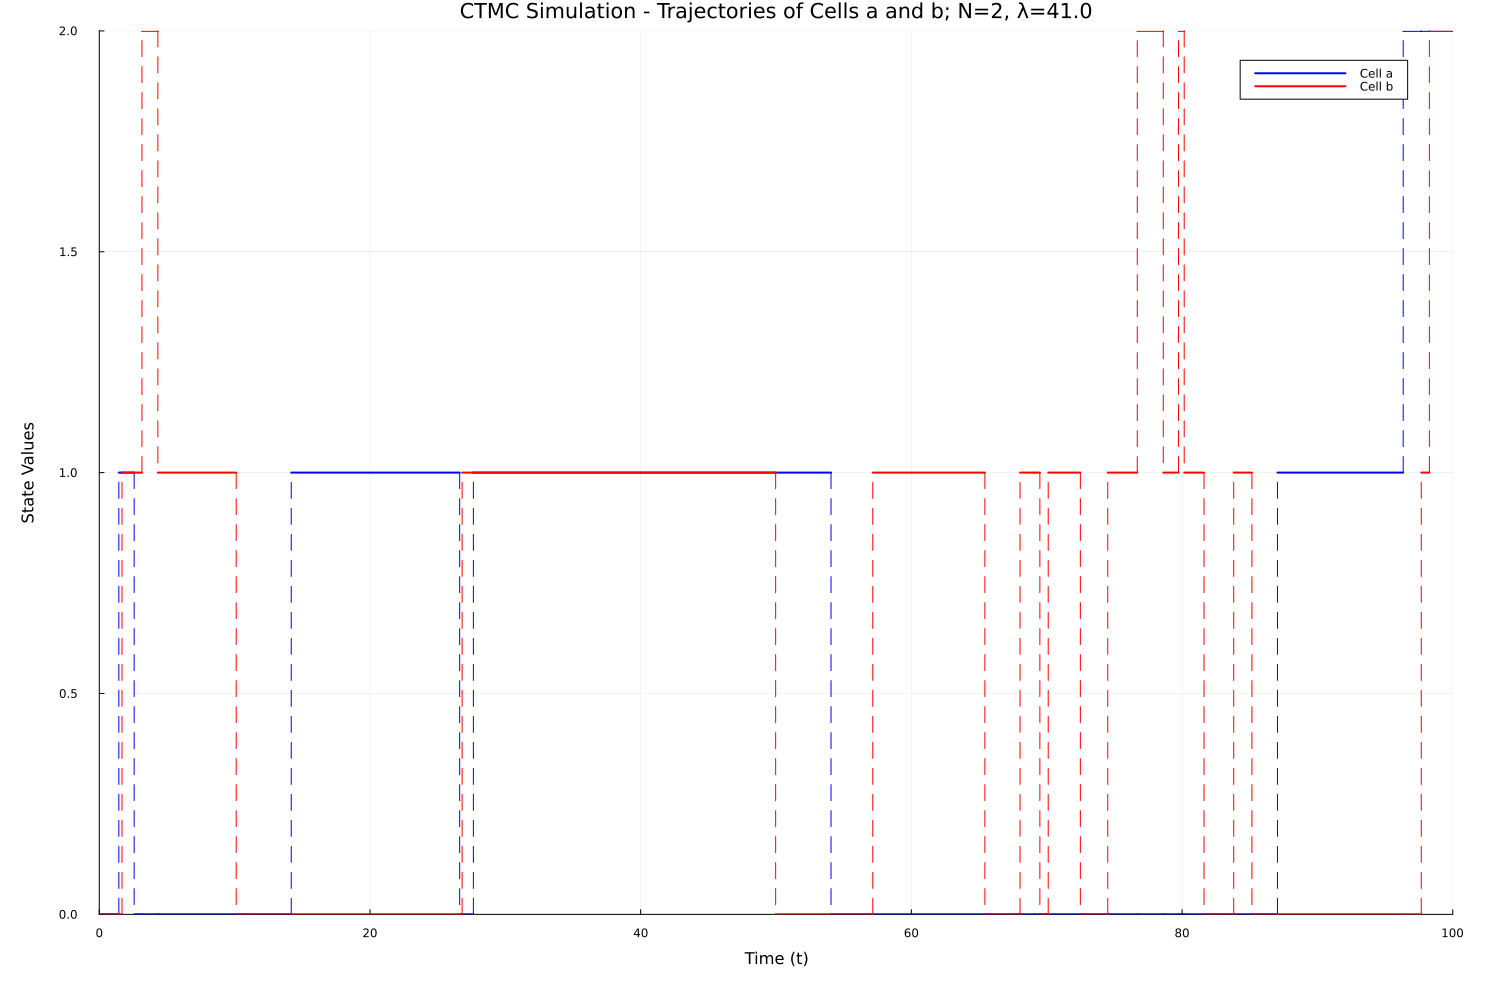 CTMC Simulation - Trajectories of Cells a and b; N=2, λ=41.0
2.0
Cell a
Cell b
1.5
State Values
1.0
0.5
0.0
0 20 40 60 80 100
Time (t)